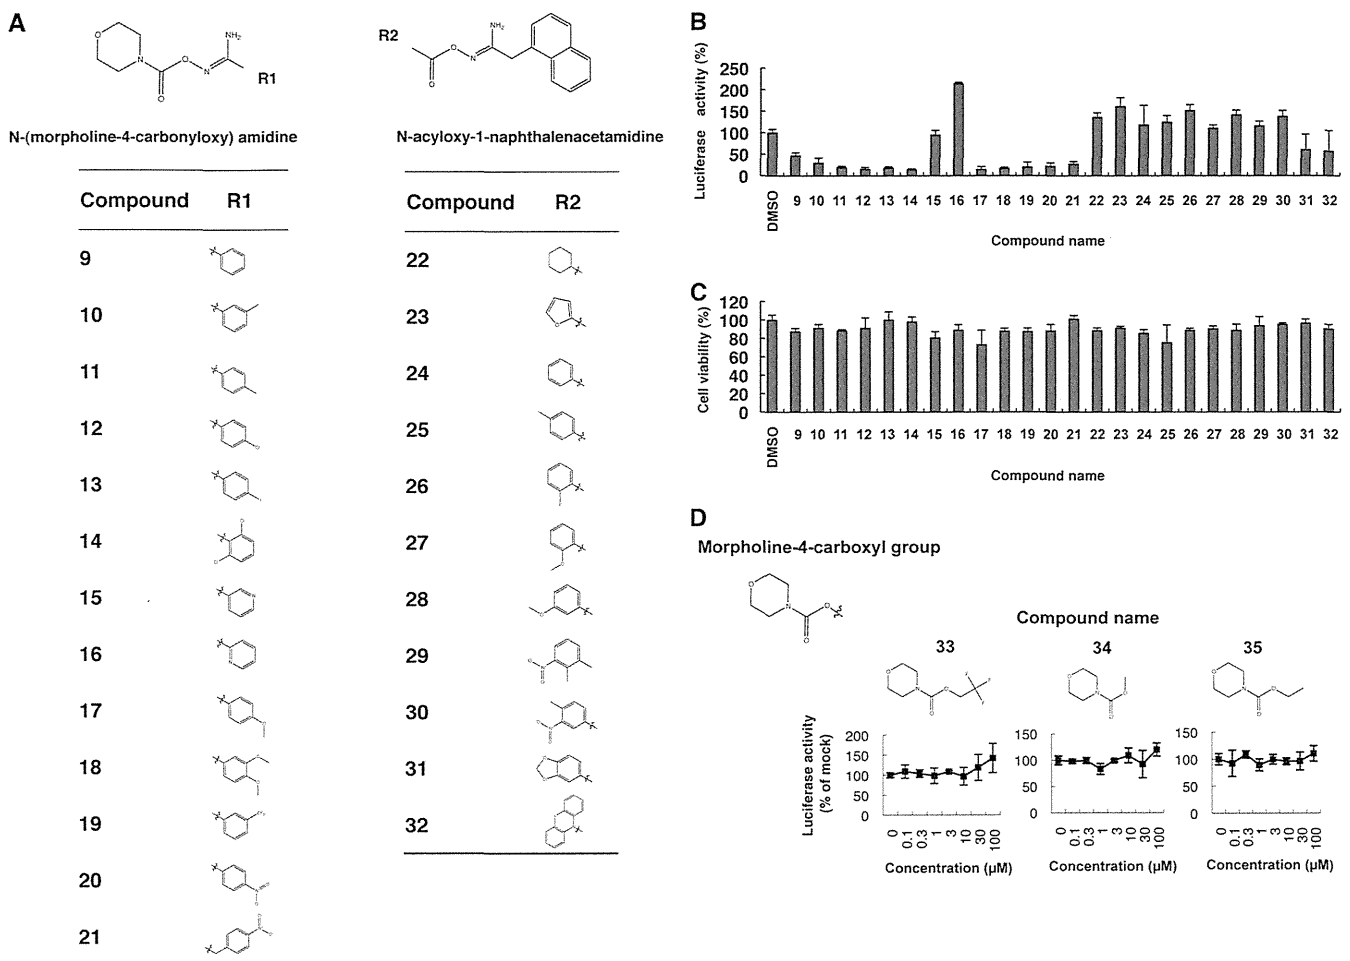 A
R1
N-(morpholine-4-carbonyloxy) amidine
Compound R1
9
10
11
12
13
14
15
16
17
18
19
20
21
R2
N-acyloxy-1-naphthalenacetamidine
Compound R2
22
23
24
25
26
27
28
29
30
31
32
B
Luciferase activity (%)
250
200
150
100
50
0
DMSO 9 10 11 12 13 14 15 16 17 18 19 20 21 22 23 24 25 26 27 28 29 30 31 32
Compound name
C
Cell viability (%)
120
100
80
60
40
20
0
DMSO 9 10 11 12 13 14 15 16 17 18 19 20 21 22 23 24 25 26 27 28 29 30 31 32
Compound name
D
Morpholine-4-carboxyl group
Compound name
33 34 35
Luciferase activity
(% of mock)
200
150
100
50
0
0 0.1 0.3 1 3 10 30 100
Concentration (µM)
150
100
50
0
0 0.1 0.3 1 3 10 30 100
Concentration (µM)
150
100
50
0
0 0.1 0.3 1 3 10 30 100
Concentration (µM)